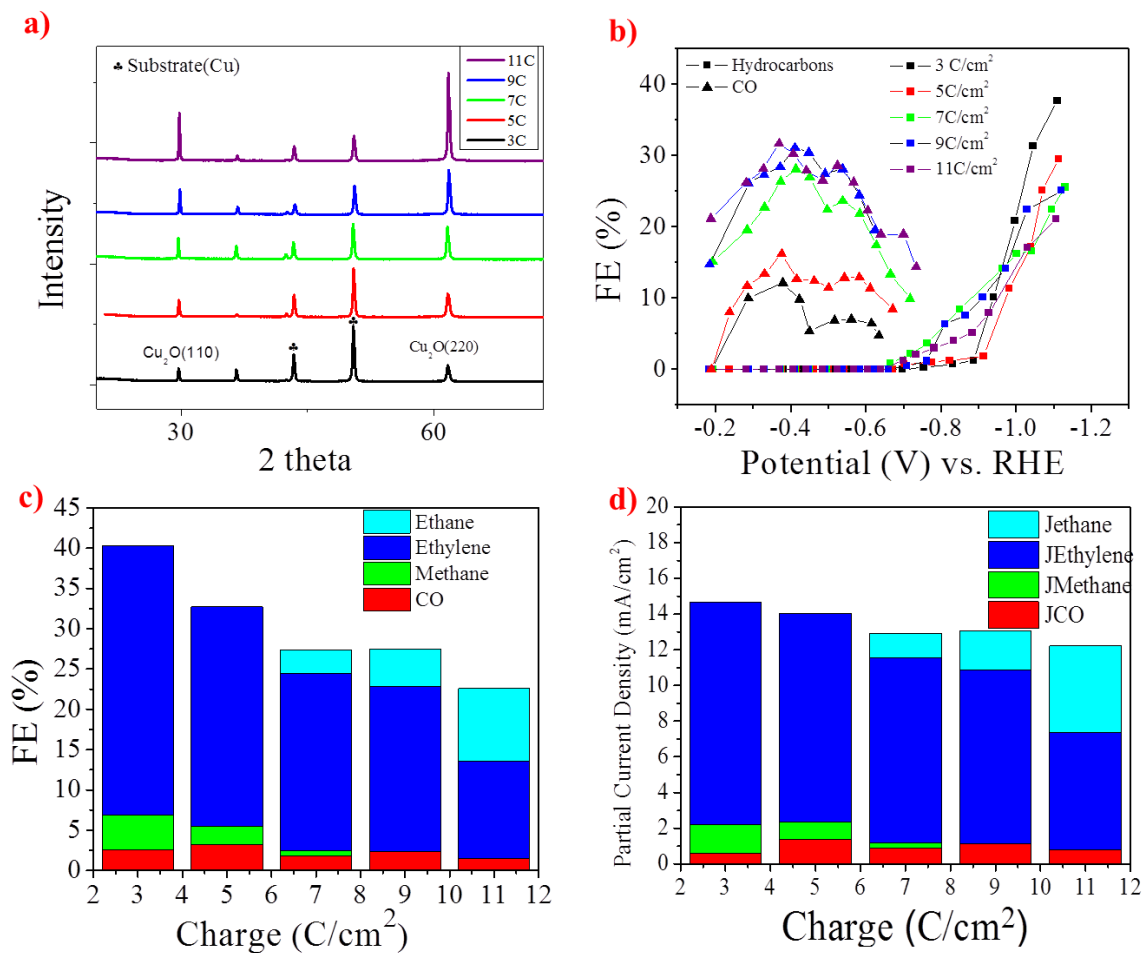 a)
♣ Substrate(Cu)
11C
9C
7C
5C
3C
Cu2O(110)
♣
♣
Cu2O(220)
Intensity
30
60
2 theta
b)
Hydrocarbons
CO
3 C/cm2
5C/cm2
7C/cm2
9C/cm2
11C/cm2
FE (%)
40
30
20
10
0
-0.2
-0.4
-0.6
-0.8
-1.0
-1.2
Potential (V) vs. RHE
c)
Ethane
Ethylene
Methane
CO
FE (%)
45
40
35
30
25
20
15
10
5
0
2
3
4
5
6
7
8
9
10
11
12
Charge (C/cm2)
d)
Jethane
JEthylene
JMethane
JCO
Partial Current Density (mA/cm2)
20
18
16
14
12
10
8
6
4
2
0
2
3
4
5
6
7
8
9
10
11
12
Charge (C/cm2)